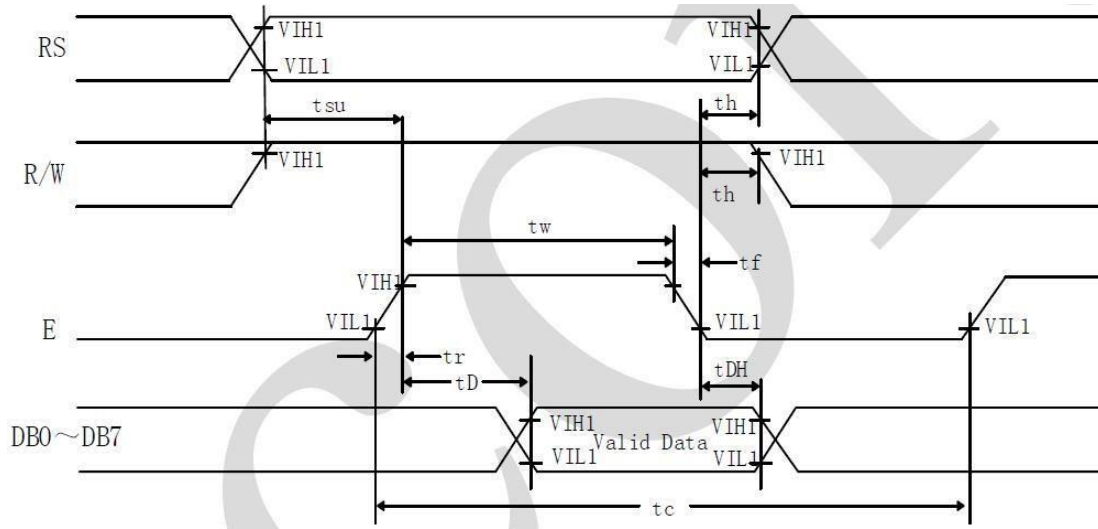 RS
VIH1
VIH1
VIL1
VIL1
tsu
th
R/W
VIH1
VIH1
th
tw
tf
VIH1
E
VIL1
VIL1
VIL1
tr
tD
tDH
DB0~DB7
VIH1
VIH1
Valid Data
VIL1
VIL1
tc